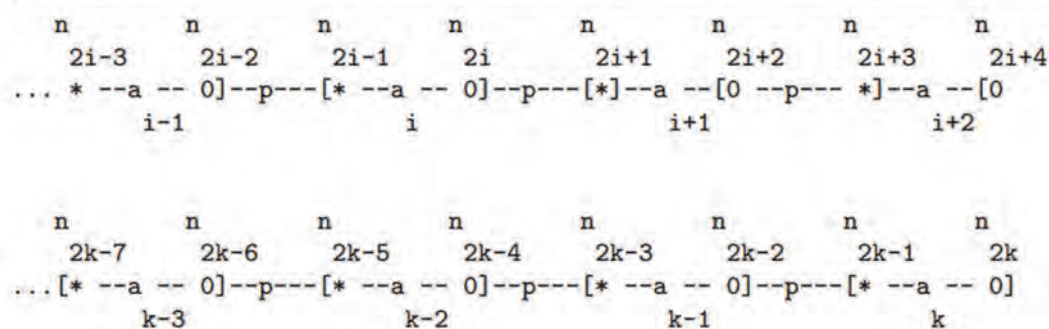 n n n n n n n n
2i-3 2i-2 2i-1 2i 2i+1 2i+2 2i+3 2i+4
... * --a -- 0]--p---[* --a -- 0]--p---[*]--a --[0 --p--- *]--a --[0
i-1 i i+1 i+2
n n n n n n n n
2k-7 2k-6 2k-5 2k-4 2k-3 2k-2 2k-1 2k
...[* --a -- 0]--p---[* --a -- 0]--p---[* --a -- 0]--p---[* --a -- 0]
k-3 k-2 k-1 k